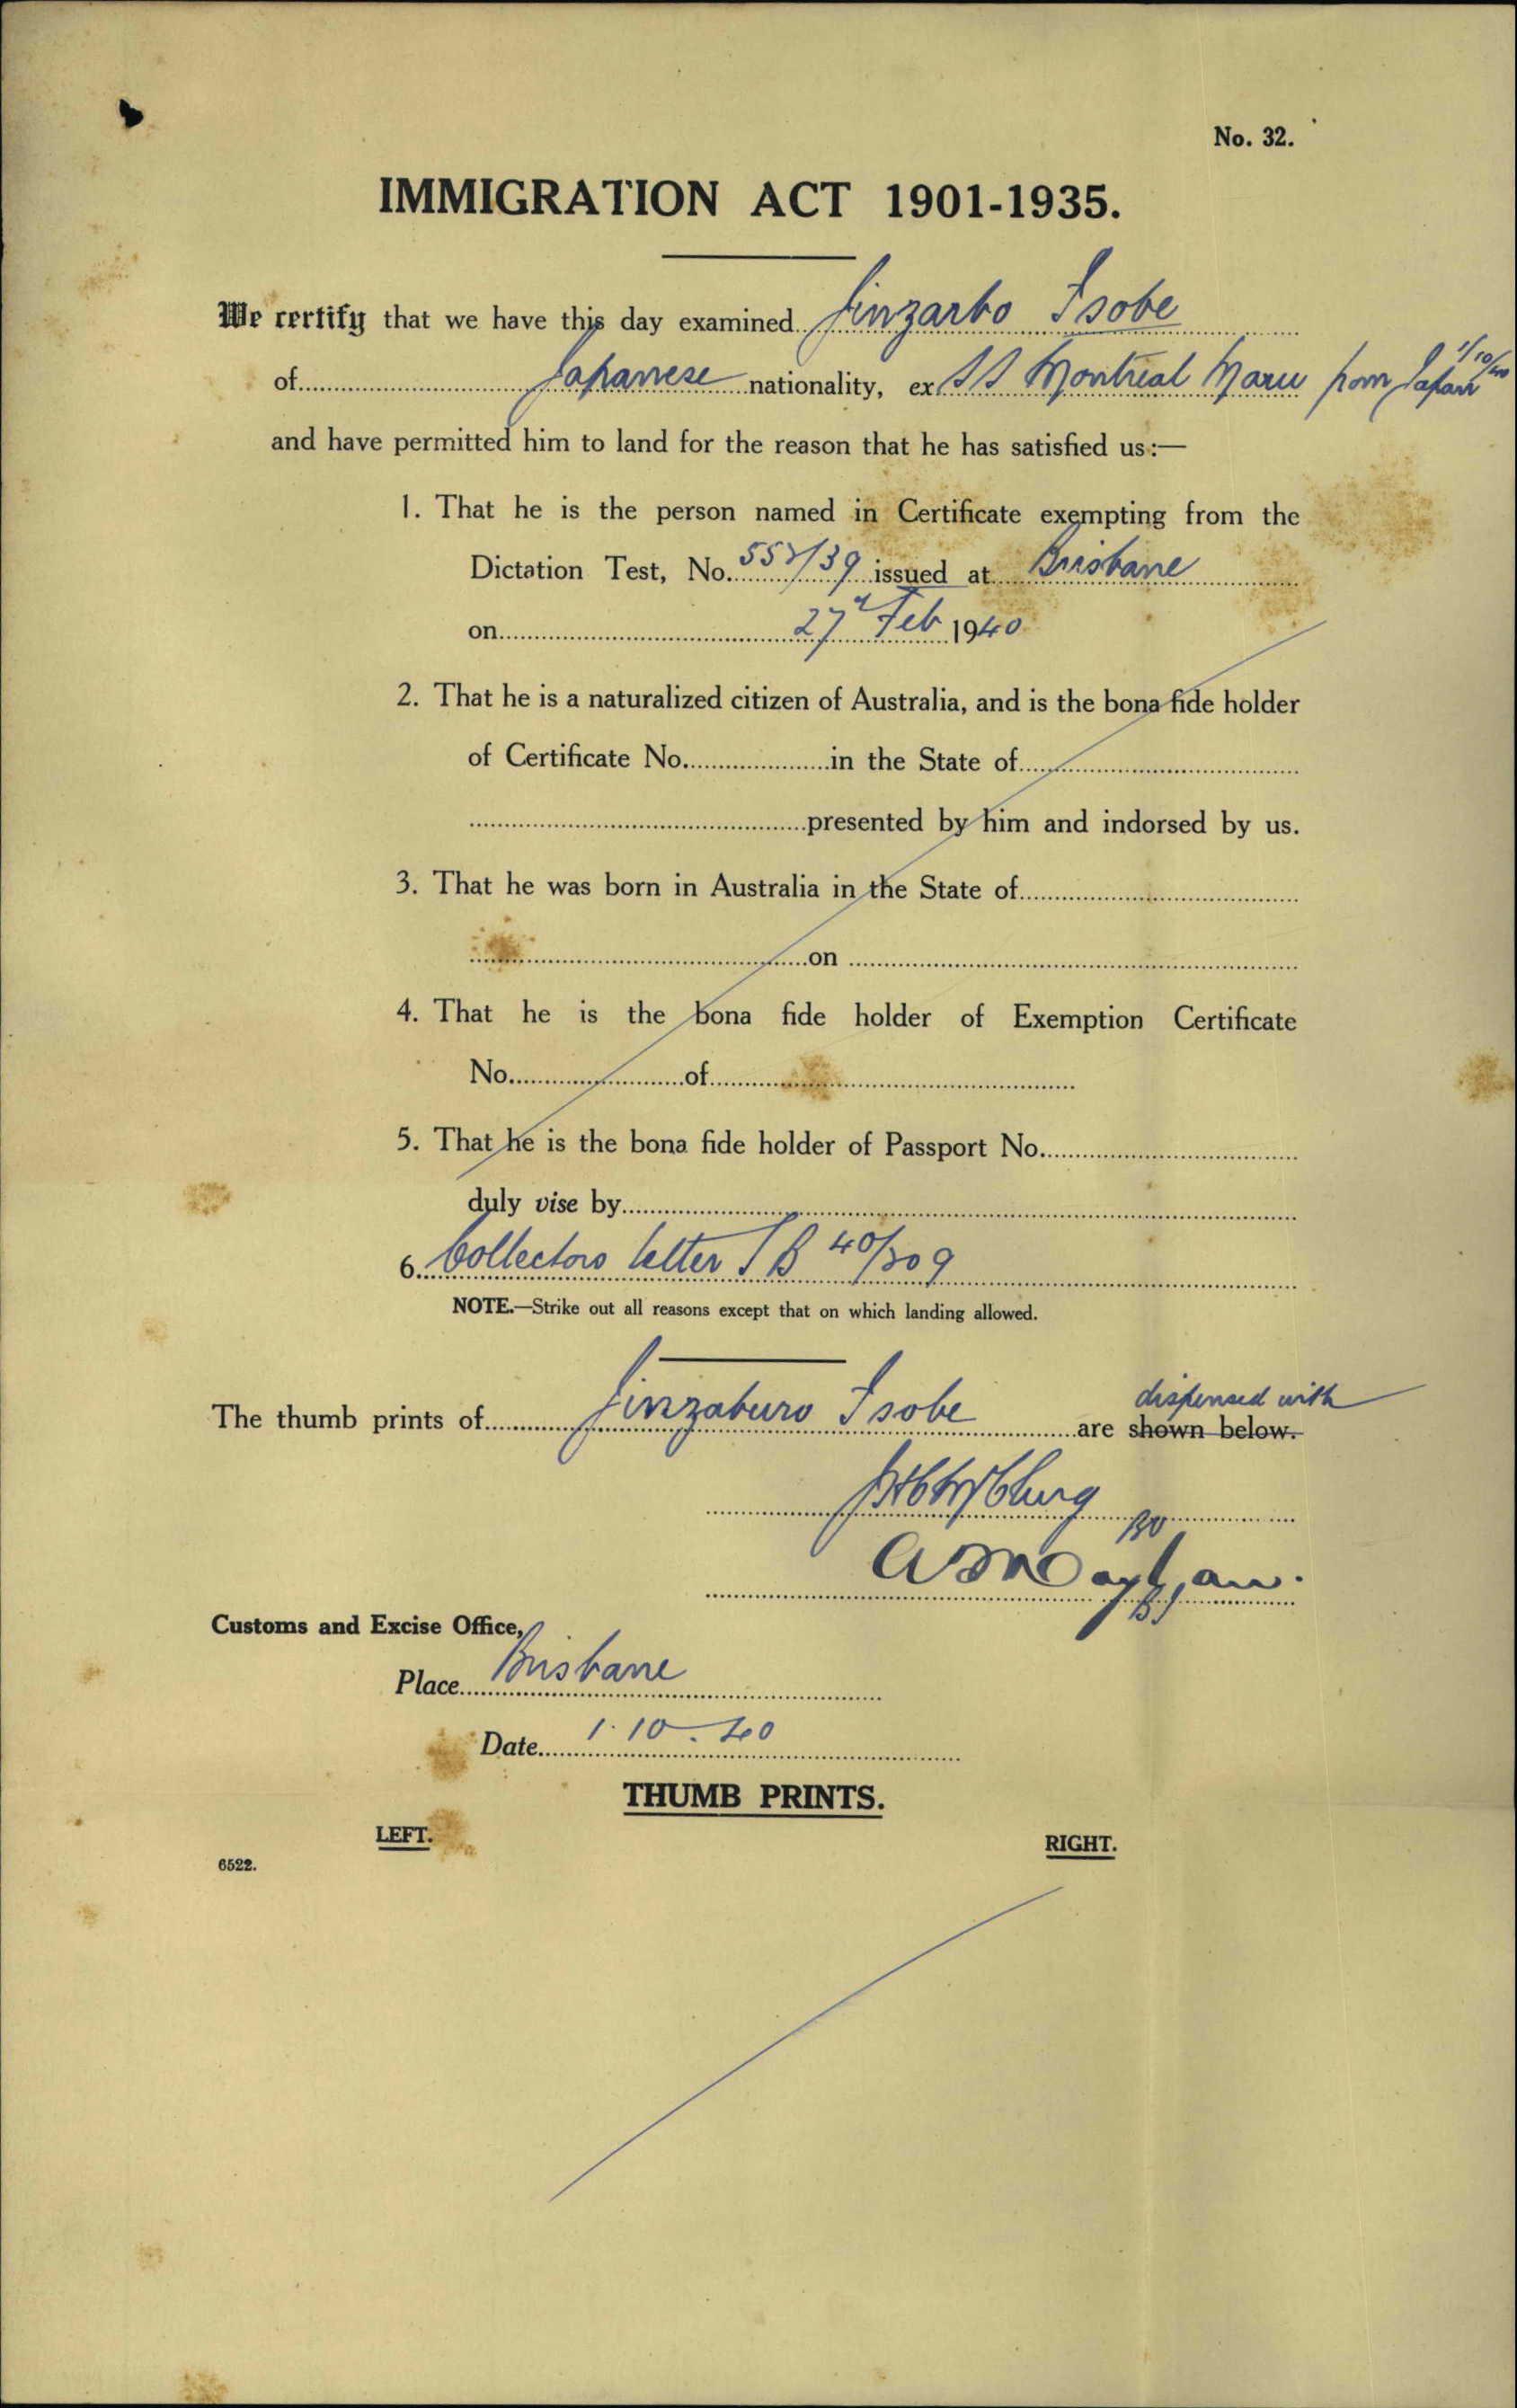 No. 32.
IMMIGRATION ACT 1901-1935.
We certify that we have this day examined Jinzarbo Isobe
of Japanese nationality, ex SS Montreal Maru from Japan 1/10/40
and have permitted him to land for the reason that he has satisfied us:—
1. That he is the person named in Certificate exempting from the
Dictation Test, No. /39 issued at Brisbane
on 27 Feb 1940
2. That he is a naturalized citizen of Australia, and is the bona fide holder
of Certificate No. in the State of
presented by him and indorsed by us.
3. That he was born in Australia in the State of
on
4. That he is the bona fide holder of Exemption Certificate
No. of
5. That he is the bona fide holder of Passport No.
duly vise by
6. Collectors letter
NOTE.—Strike out all reasons except that on which landing allowed.
The thumb prints of Jinzaburo Isobe are shown below. dispensed with
Customs and Excise Office,
Place Brisbane
Date 1.10.40
THUMB PRINTS.
LEFT.
RIGHT.
6522.